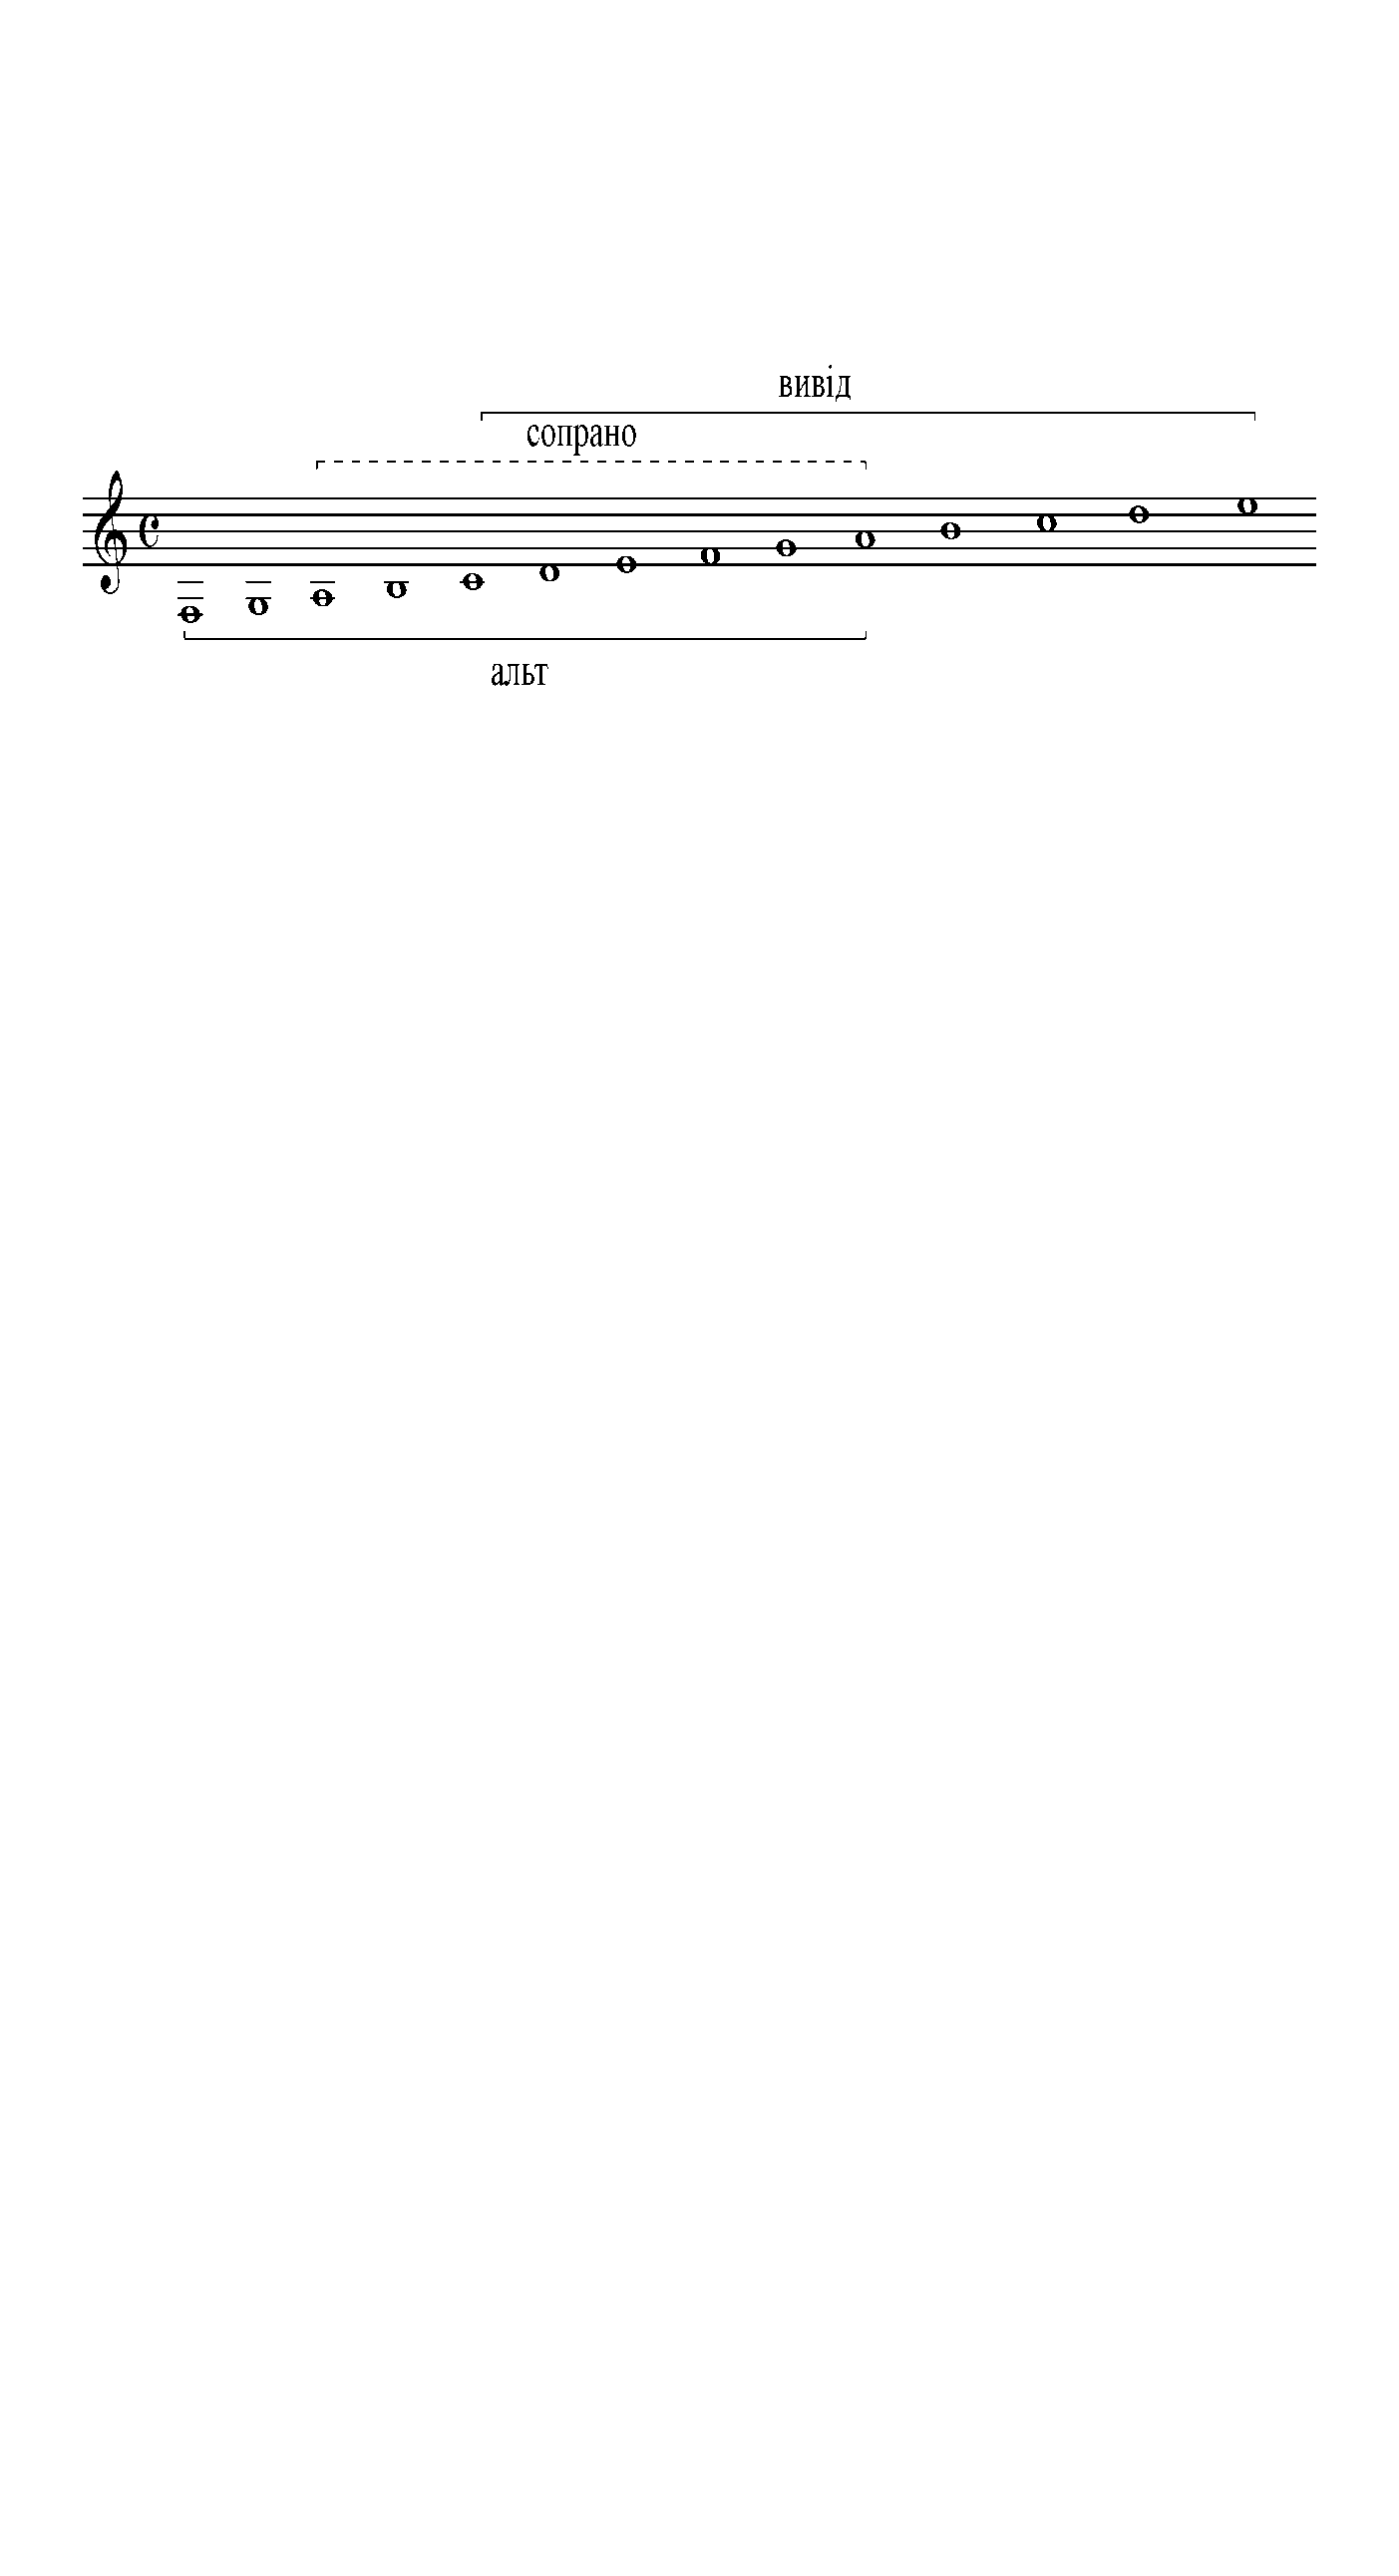 вивід
сопрано
альт